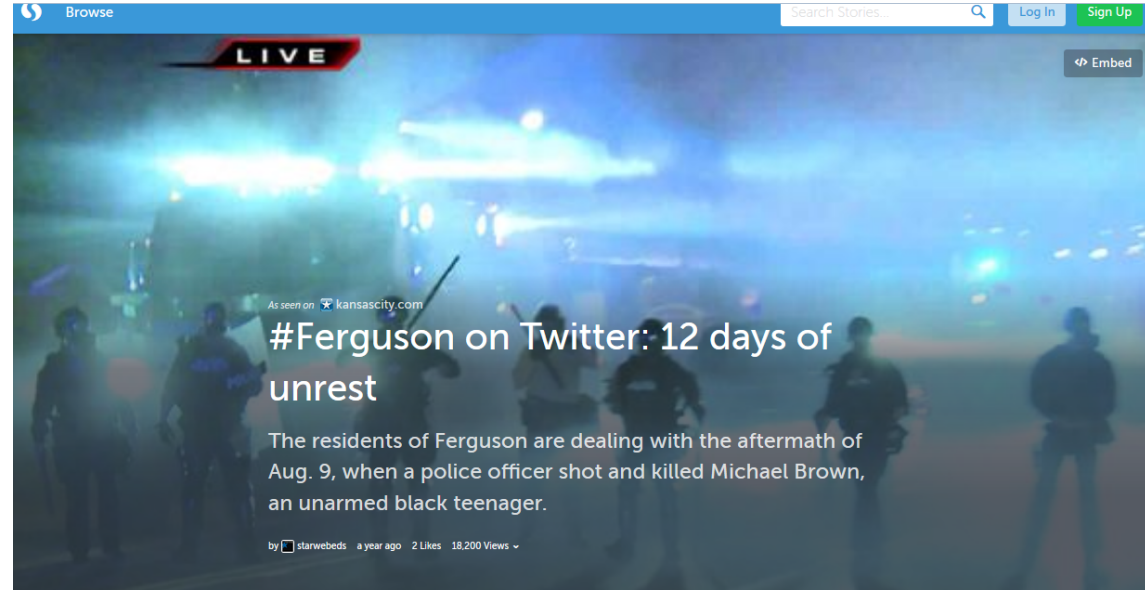 Browse
Search Stories...
Log In
Sign Up
LIVE
</> Embed
As seen on kansascity.com
#Ferguson on Twitter: 12 days of
unrest
The residents of Ferguson are dealing with the aftermath of
Aug. 9, when a police officer shot and killed Michael Brown,
an unarmed black teenager.
by starwebeds a year ago 2 Likes 18,200 Views